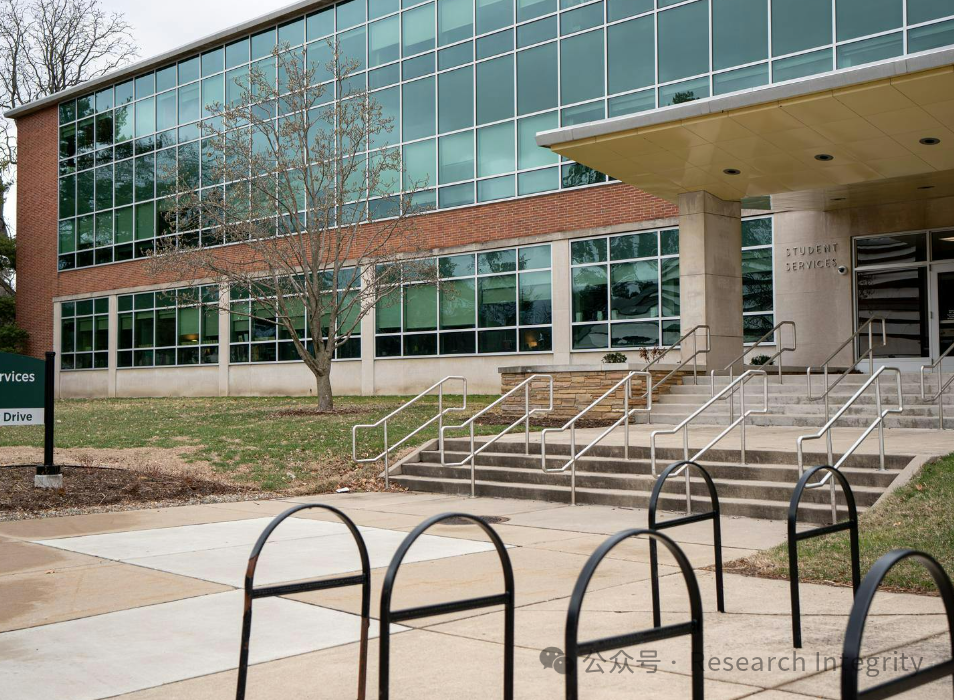 STUDENT
SERVICES
rvices
Drive
公众号 · Research Integrity